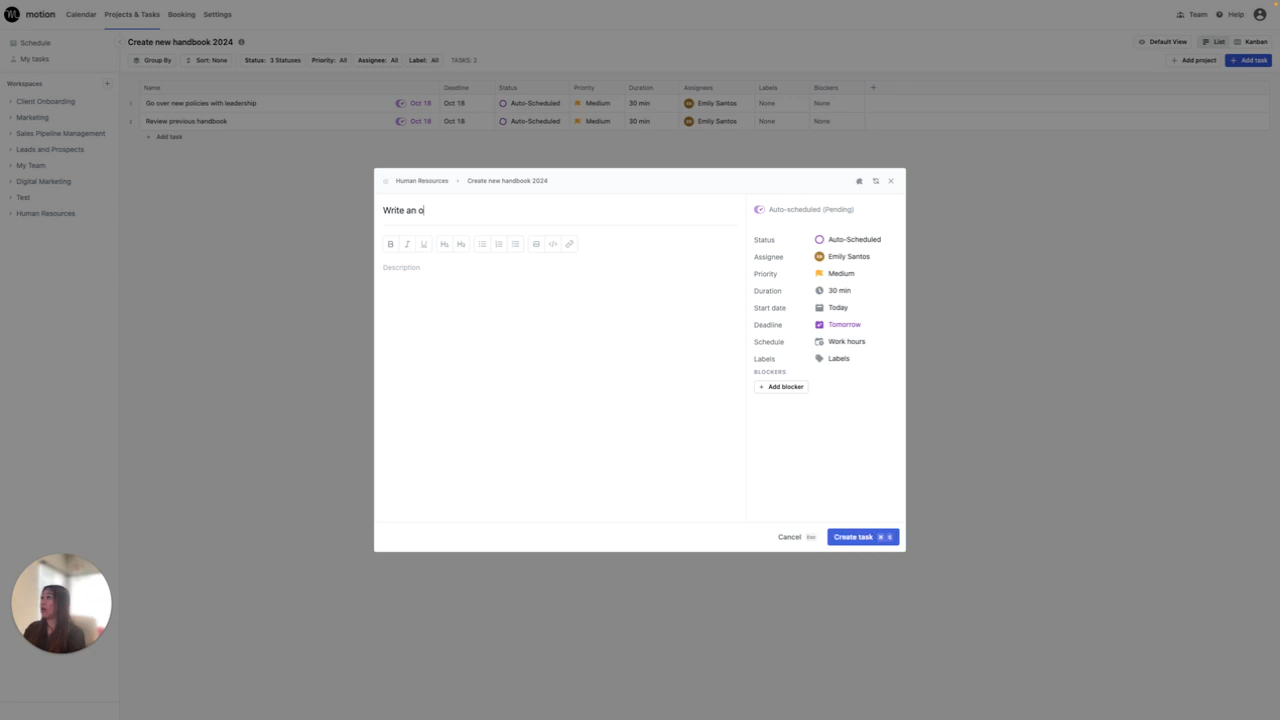 motion Calendar Projects & Tasks Booking Settings Team Help
Schedule
My tasks
Workspaces
Client Onboarding
Marketing
Sales Pipeline Management
Leads and Prospects
My Team
Digital Marketing
Test
Human Resources
Create new handbook 2024 Default View List Kanban
Group By Sort: None Status: 3 Statuses Priority: All Assignee: All Label: All TASKS: 2 Add project Add task
Name Deadline Status Priority Duration Assignees Labels Blockers
Go over new policies with leadership Oct 18 Oct 18 Auto-Scheduled Medium 30 min Emily Santos None None
Review previous handbook Oct 18 Oct 18 Auto-Scheduled Medium 30 min Emily Santos None None
Add task
Human Resources › Create new handbook 2024
Write an o
B I U H₁ H₂
Description
Auto-scheduled (Pending)
Status Auto-Scheduled
Assignee Emily Santos
Priority Medium
Duration 30 min
Start date Today
Deadline Tomorrow
Schedule Work hours
Labels Labels
BLOCKERS
+ Add blocker
Cancel Esc Create task ⌘ S